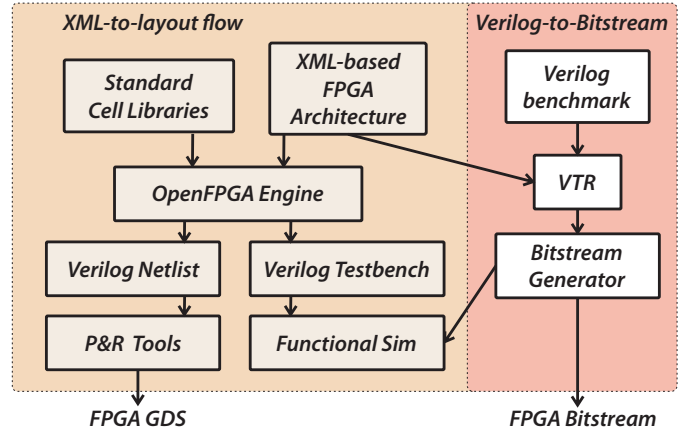 XML-to-layout flow
Verilog-to-Bitstream
Standard
Cell Libraries
XML-based
FPGA
Architecture
Verilog
benchmark
OpenFPGA Engine
VTR
Verilog Netlist
Verilog Testbench
Bitstream
Generator
P&R Tools
Functional Sim
FPGA GDS
FPGA Bitstream